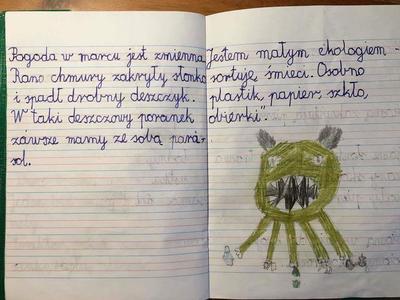 Pogoda w marcu jest zmienna.
Rano chmury zakryły słonko
i spadł drobny deszczyk.
W taki deszczowy poranek
zawsze mamy ze sobą para-
sol.
Jestem małym ekologiem -
sortuję śmieci. Osobno
plastik, papier, szkło,
obierki."